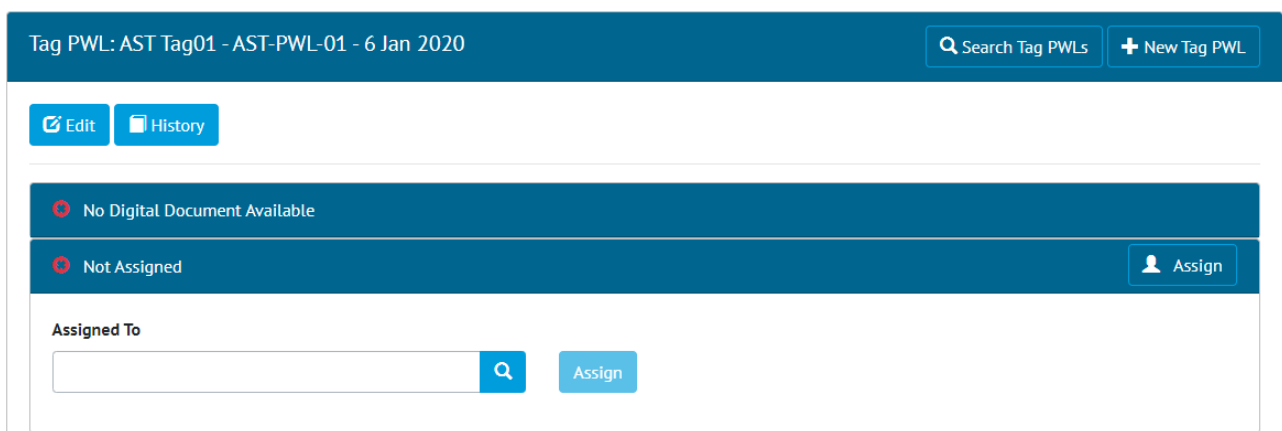 Tag PWL: AST Tag01 - AST-PWL-01 - 6 Jan 2020
Search Tag PWLs
New Tag PWL
Edit
History
No Digital Document Available
Not Assigned
Assign
Assigned To
Assign